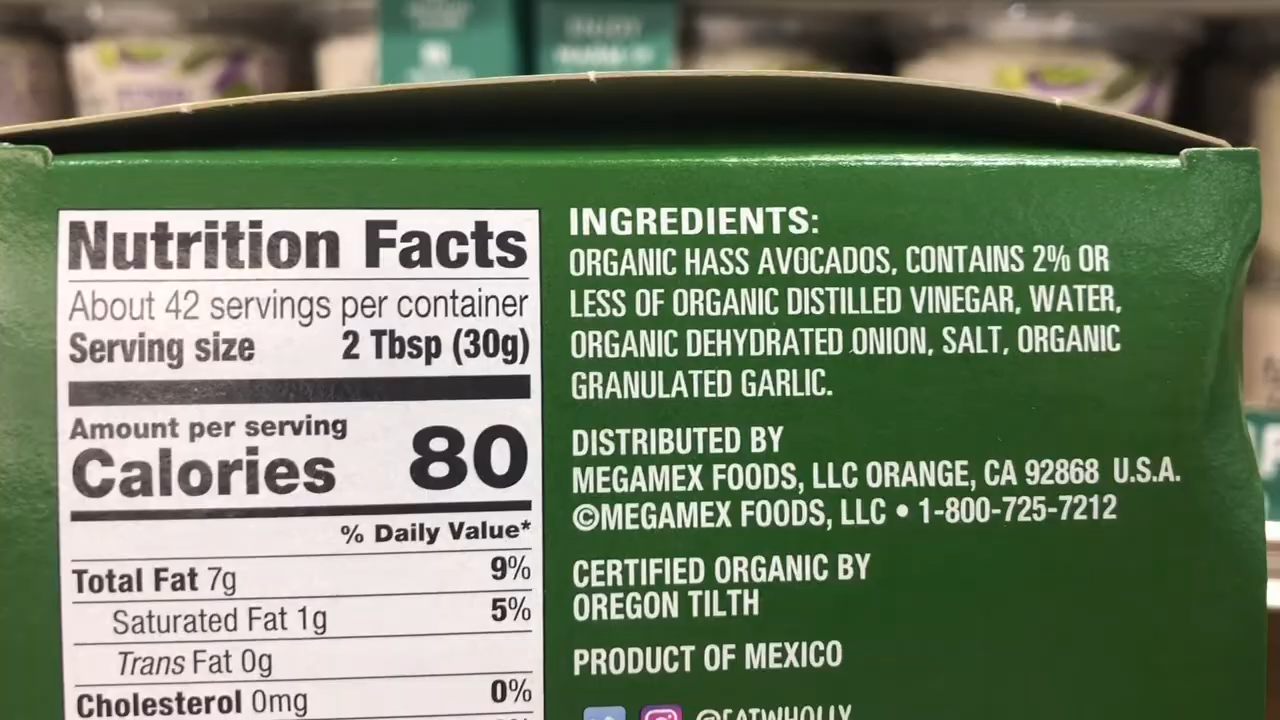 Nutrition Facts
About 42 servings per container
Serving size 2 Tbsp (30g)
Amount per serving
Calories 80
% Daily Value*
Total Fat 7g 9%
Saturated Fat 1g 5%
Trans Fat 0g
Cholesterol 0mg 0%
INGREDIENTS:
ORGANIC HASS AVOCADOS, CONTAINS 2% OR
LESS OF ORGANIC DISTILLED VINEGAR, WATER,
ORGANIC DEHYDRATED ONION, SALT, ORGANIC
GRANULATED GARLIC.
DISTRIBUTED BY
MEGAMEX FOODS, LLC ORANGE, CA 92868 U.S.A.
©MEGAMEX FOODS, LLC • 1-800-725-7212
CERTIFIED ORGANIC BY
OREGON TILTH
PRODUCT OF MEXICO
@EATWHOLLY